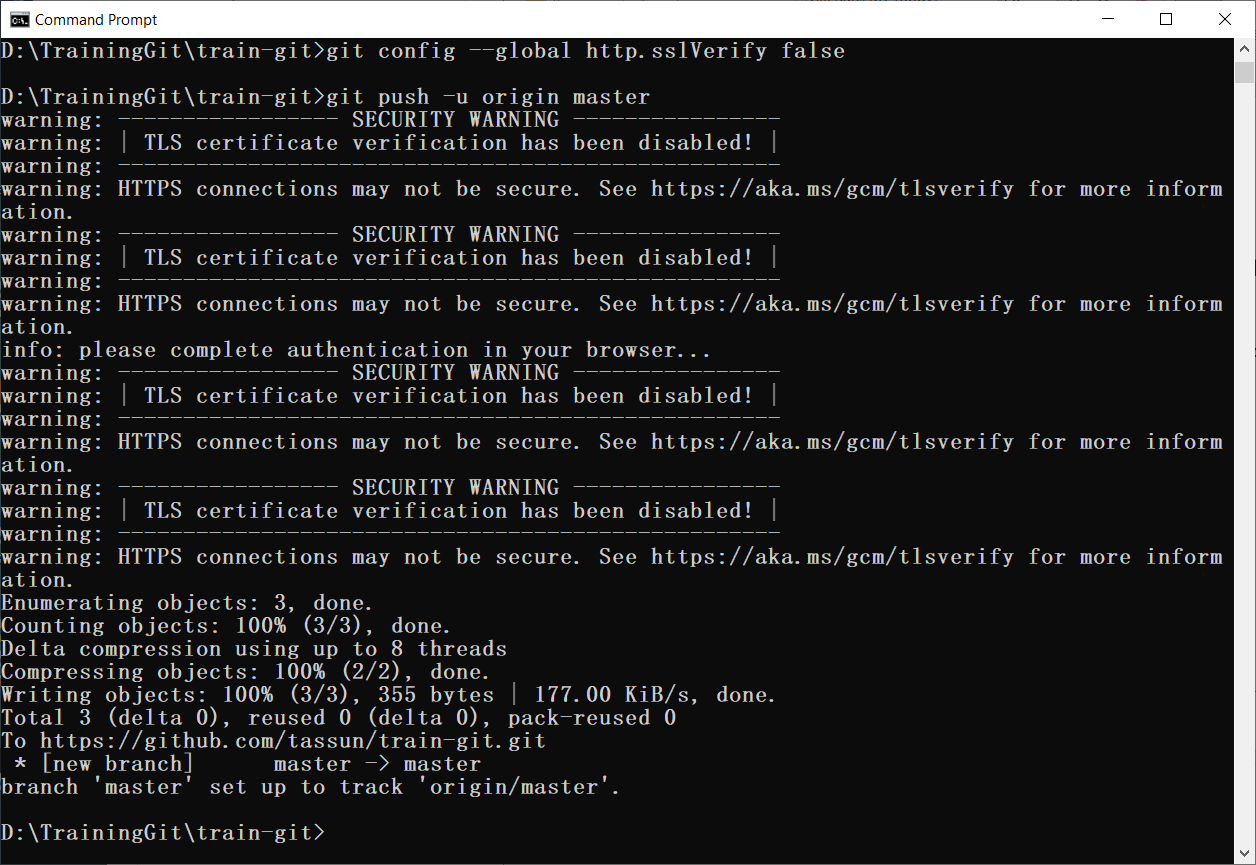 Command Prompt
D:\TrainingGit\train-git>git config --global http.sslVerify false
D:\TrainingGit\train-git>git push -u origin master
warning: ----------------- SECURITY WARNING ----------------
warning: | TLS certificate verification has been disabled! |
warning: ---------------------------------------------------
warning: HTTPS connections may not be secure. See https://aka.ms/gcm/tlsverify for more inform
ation.
warning: ----------------- SECURITY WARNING ----------------
warning: | TLS certificate verification has been disabled! |
warning: ---------------------------------------------------
warning: HTTPS connections may not be secure. See https://aka.ms/gcm/tlsverify for more inform
ation.
info: please complete authentication in your browser...
warning: ----------------- SECURITY WARNING ----------------
warning: | TLS certificate verification has been disabled! |
warning: ---------------------------------------------------
warning: HTTPS connections may not be secure. See https://aka.ms/gcm/tlsverify for more inform
ation.
warning: ----------------- SECURITY WARNING ----------------
warning: | TLS certificate verification has been disabled! |
warning: ---------------------------------------------------
warning: HTTPS connections may not be secure. See https://aka.ms/gcm/tlsverify for more inform
ation.
Enumerating objects: 3, done.
Counting objects: 100% (3/3), done.
Delta compression using up to 8 threads
Compressing objects: 100% (2/2), done.
Writing objects: 100% (3/3), 355 bytes | 177.00 KiB/s, done.
Total 3 (delta 0), reused 0 (delta 0), pack-reused 0
To https://github.com/tassun/train-git.git
 * [new branch]      master -> master
branch 'master' set up to track 'origin/master'.
D:\TrainingGit\train-git>